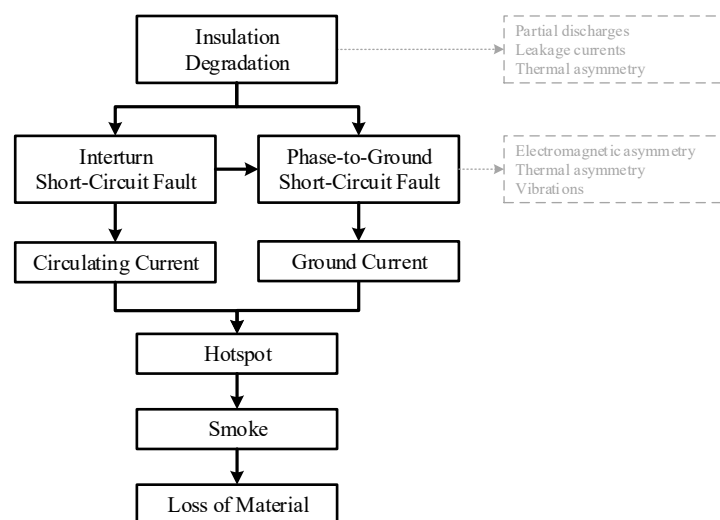 Insulation
Degradation
Partial discharges
Leakage currents
Thermal asymmetry
Interturn
Short-Circuit Fault
Phase-to-Ground
Short-Circuit Fault
Electromagnetic asymmetry
Thermal asymmetry
Vibrations
Circulating Current
Ground Current
Hotspot
Smoke
Loss of Material